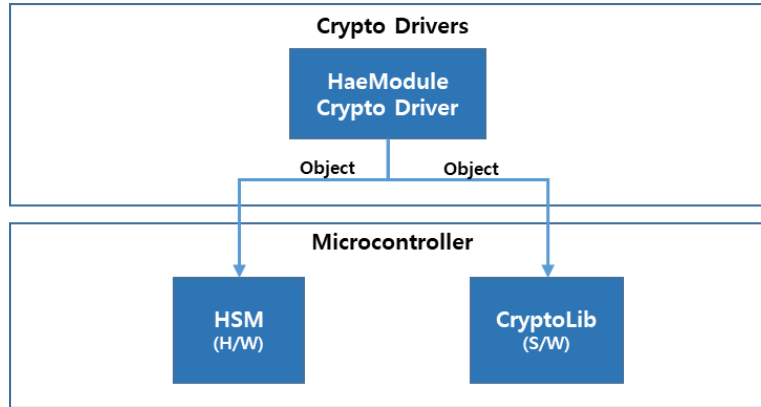 Crypto Drivers
HaeModule
Crypto Driver
Object
Object
Microcontroller
HSM
(H/W)
CryptoLib
(S/W)